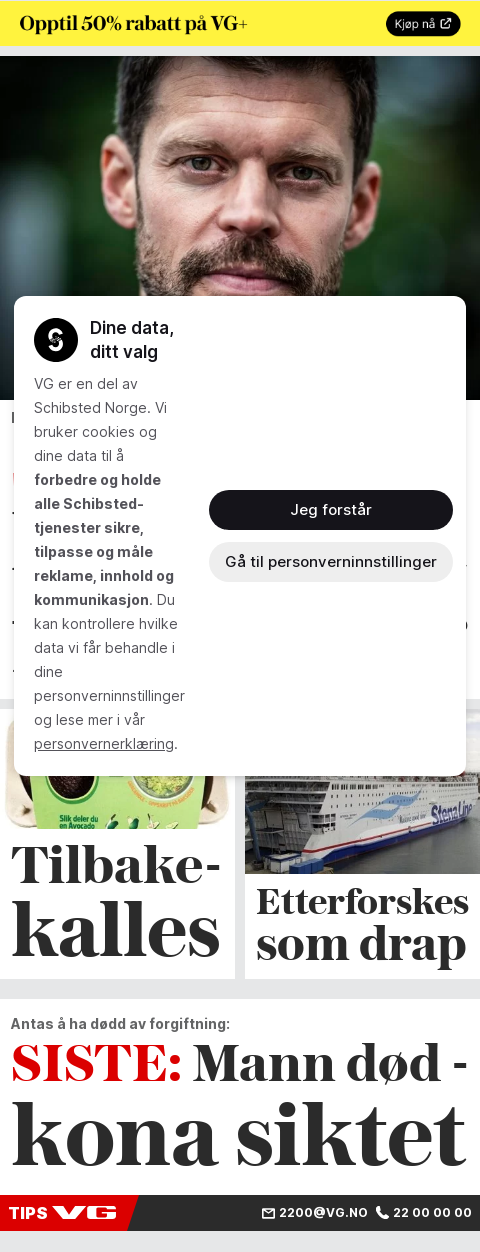 Opptil 50% rabatt på VG+
Kjøp nå
Dine data,
ditt valg
VG er en del av
Schibsted Norge. Vi
bruker cookies og
dine data til å
forbedre og holde
alle Schibsted-
tjenester sikre,
tilpasse og måle
reklame, innhold og
kommunikasjon. Du
kan kontrollere hvilke
data vi får behandle i
dine
personverninnstillinger
og lese mer i vår
personvernerklæring.
Jeg forstår
Gå til personverninnstillinger
Slik deler du
en Avocado
Stena Line
Tilbake-
kalles
Etterforskes
som drap
Antas å ha dødd av forgiftning:
SISTE: Mann død -
kona siktet
TIPS VG
2200@VG.NO
22 00 00 00